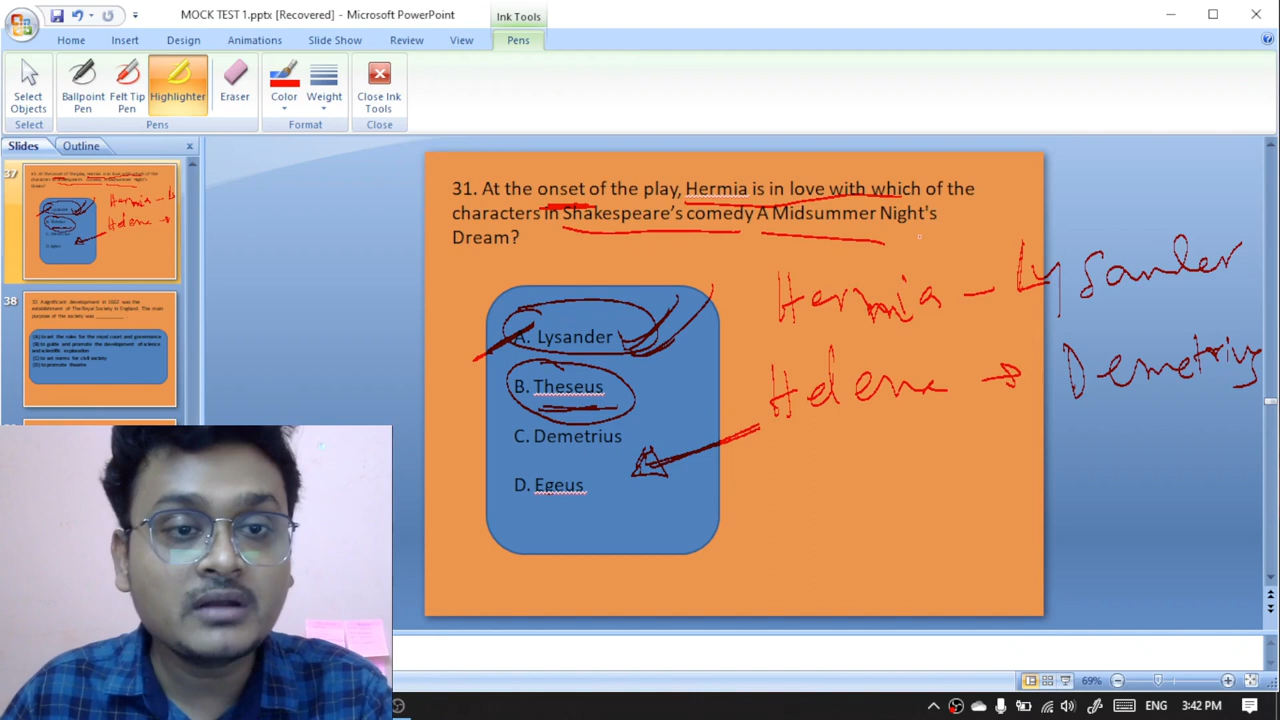 MOCK TEST 1.pptx [Recovered] - Microsoft PowerPoint
Ink Tools
Home Insert Design Animations Slide Show Review View Pens
Select Objects
Ballpoint Pen
Felt Tip Pen
Highlighter
Eraser
Color
Weight
Close Ink Tools
Select Pens Format Close
Slides Outline
37
38
31. At the onset of the play, Hermia is in love with which of the
characters in Shakespeare's comedy A Midsummer Night's
Dream?
A. Lysander
B. Theseus
C. Demetrius
D. Egeus
Hermia - Lysander
Helene → Demetrius
69%
ENG 3:42 PM